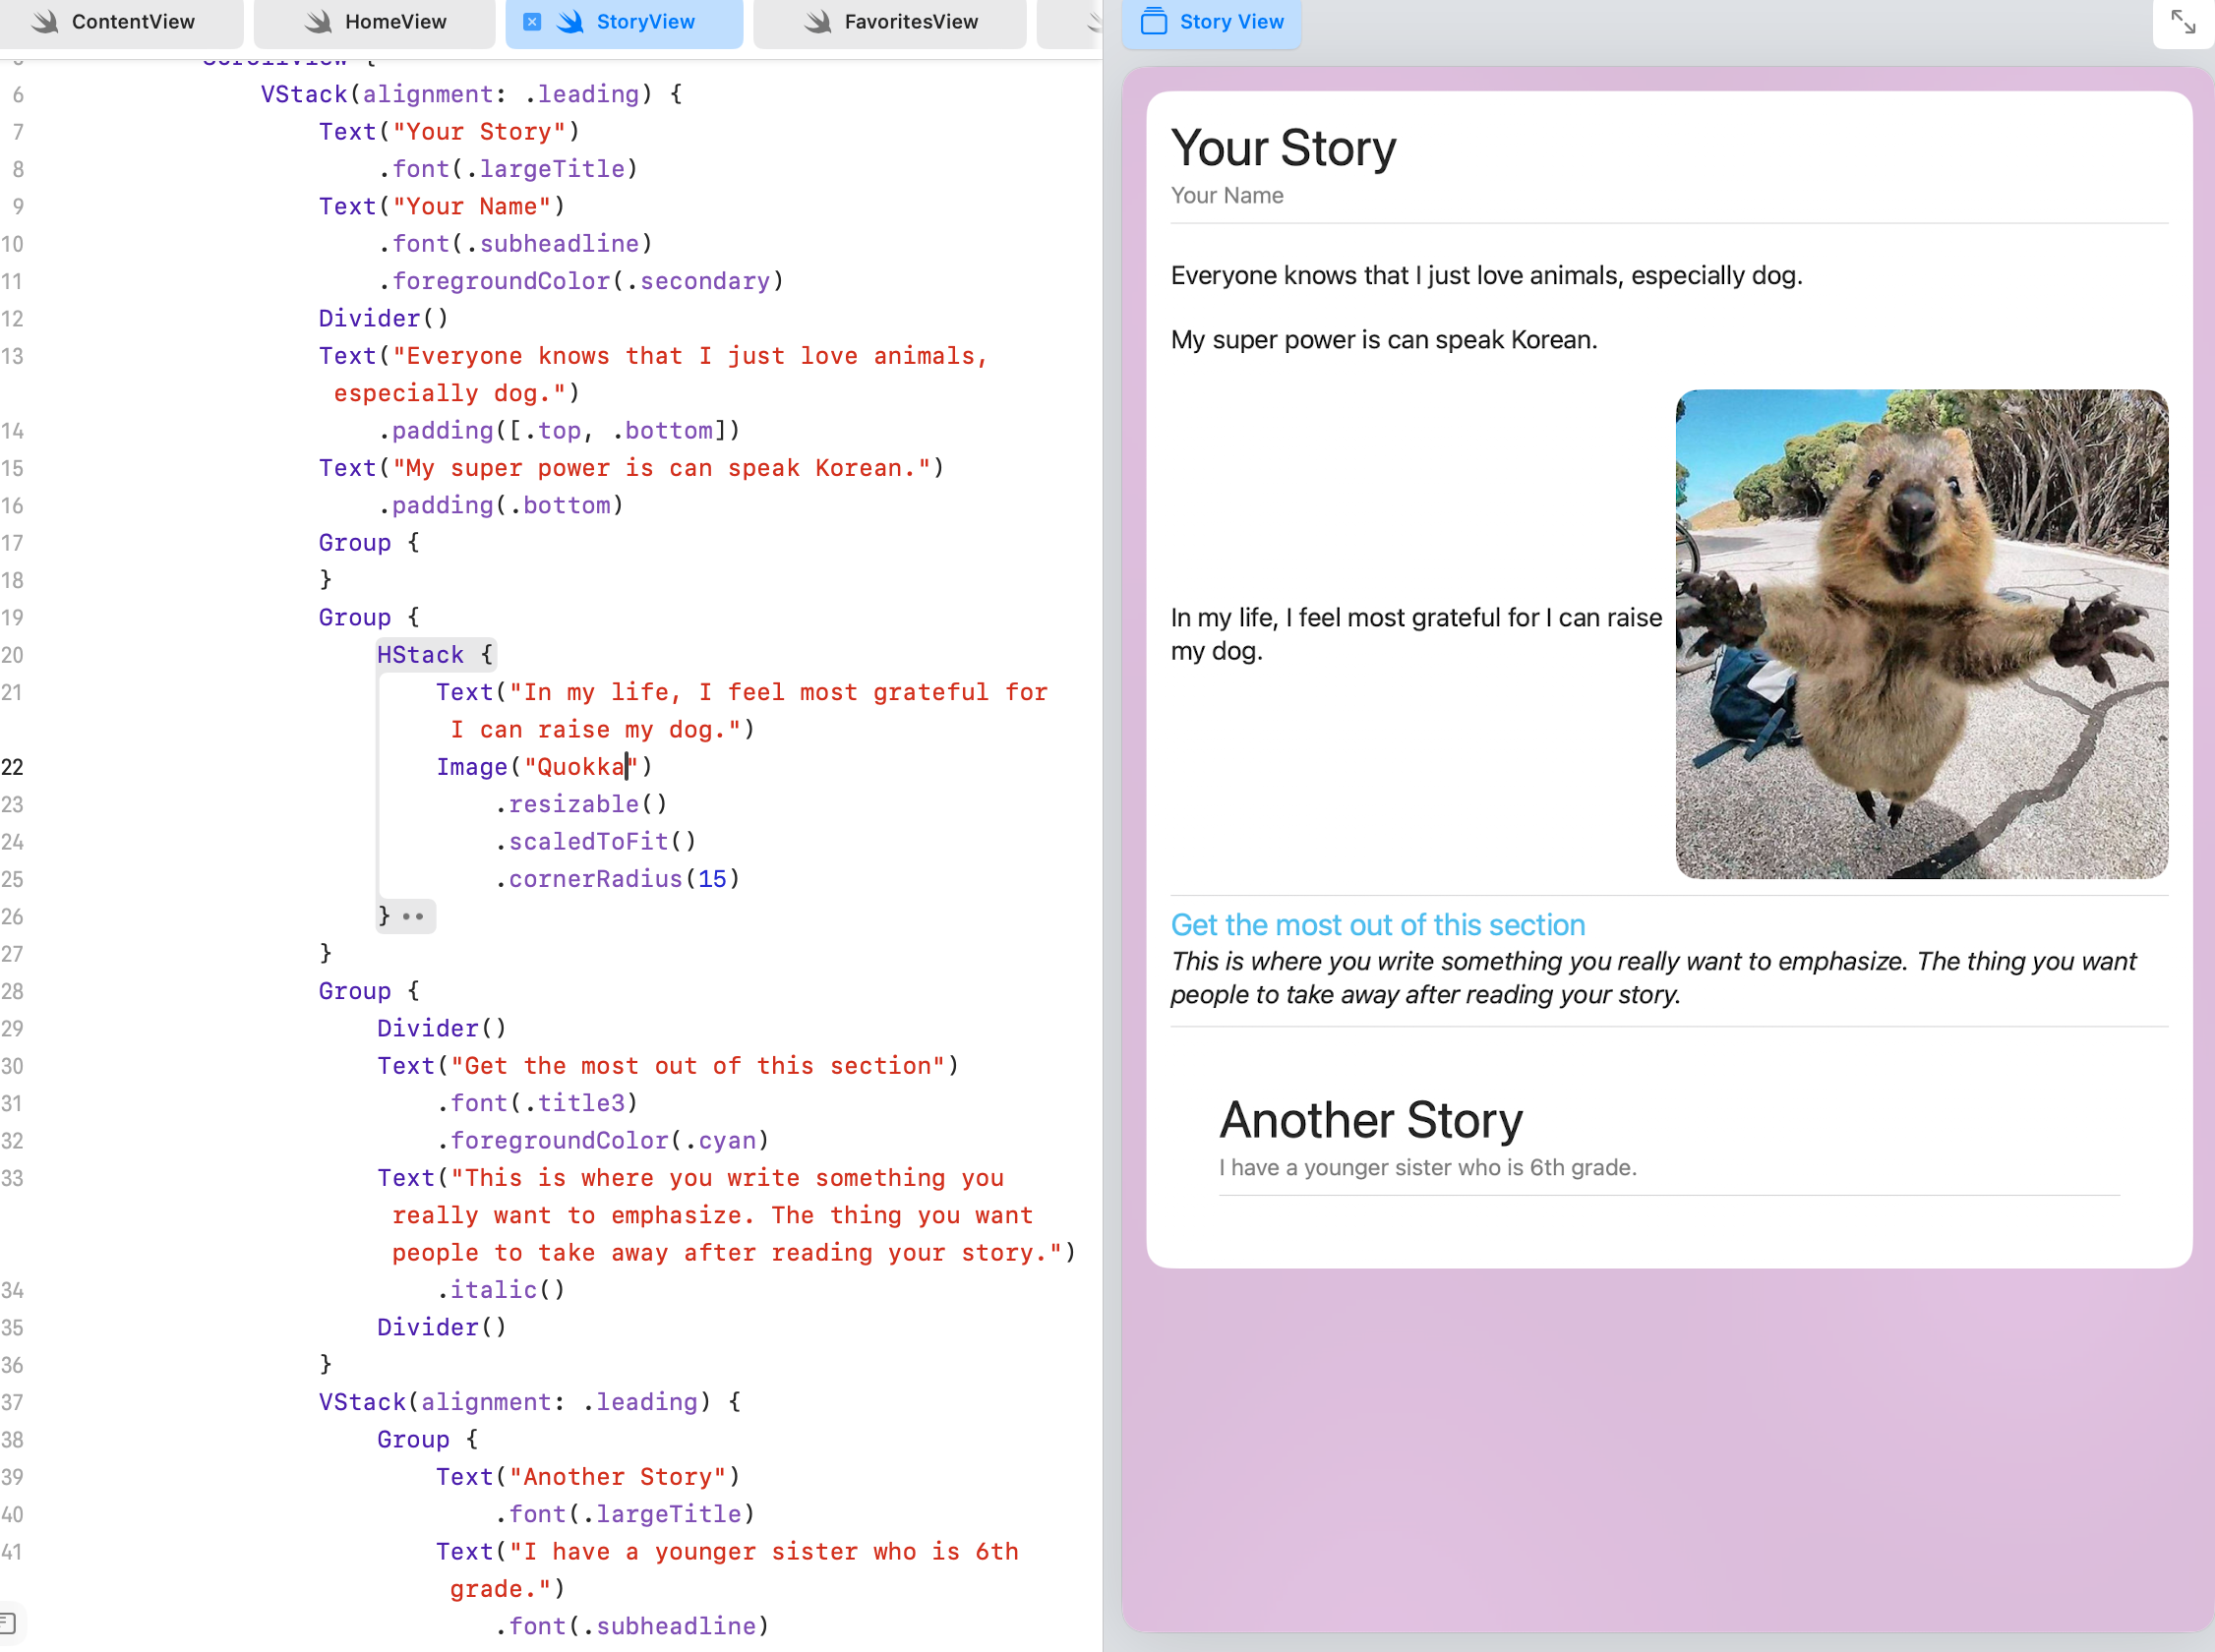 ContentView
HomeView
StoryView
FavoritesView
6 VStack(alignment: .leading) {
7 Text("Your Story")
8 .font(.largeTitle)
9 Text("Your Name")
10 .font(.subheadline)
11 .foregroundColor(.secondary)
12 Divider()
13 Text("Everyone knows that I just love animals,
especially dog.")
14 .padding([.top, .bottom])
15 Text("My super power is can speak Korean.")
16 .padding(.bottom)
17 Group {
18 }
19 Group {
20 HStack {
21 Text("In my life, I feel most grateful for
I can raise my dog.")
22 Image("Quokka")
23 .resizable()
24 .scaledToFit()
25 .cornerRadius(15)
26 }
27 }
28 Group {
29 Divider()
30 Text("Get the most out of this section")
31 .font(.title3)
32 .foregroundColor(.cyan)
33 Text("This is where you write something you
really want to emphasize. The thing you want
people to take away after reading your story.")
34 .italic()
35 Divider()
36 }
37 VStack(alignment: .leading) {
38 Group {
39 Text("Another Story")
40 .font(.largeTitle)
41 Text("I have a younger sister who is 6th
grade.")
.font(.subheadline)
Story View
Your Story
Your Name
Everyone knows that I just love animals, especially dog.
My super power is can speak Korean.
In my life, I feel most grateful for I can raise
my dog.
Get the most out of this section
This is where you write something you really want to emphasize. The thing you want
people to take away after reading your story.
Another Story
I have a younger sister who is 6th grade.